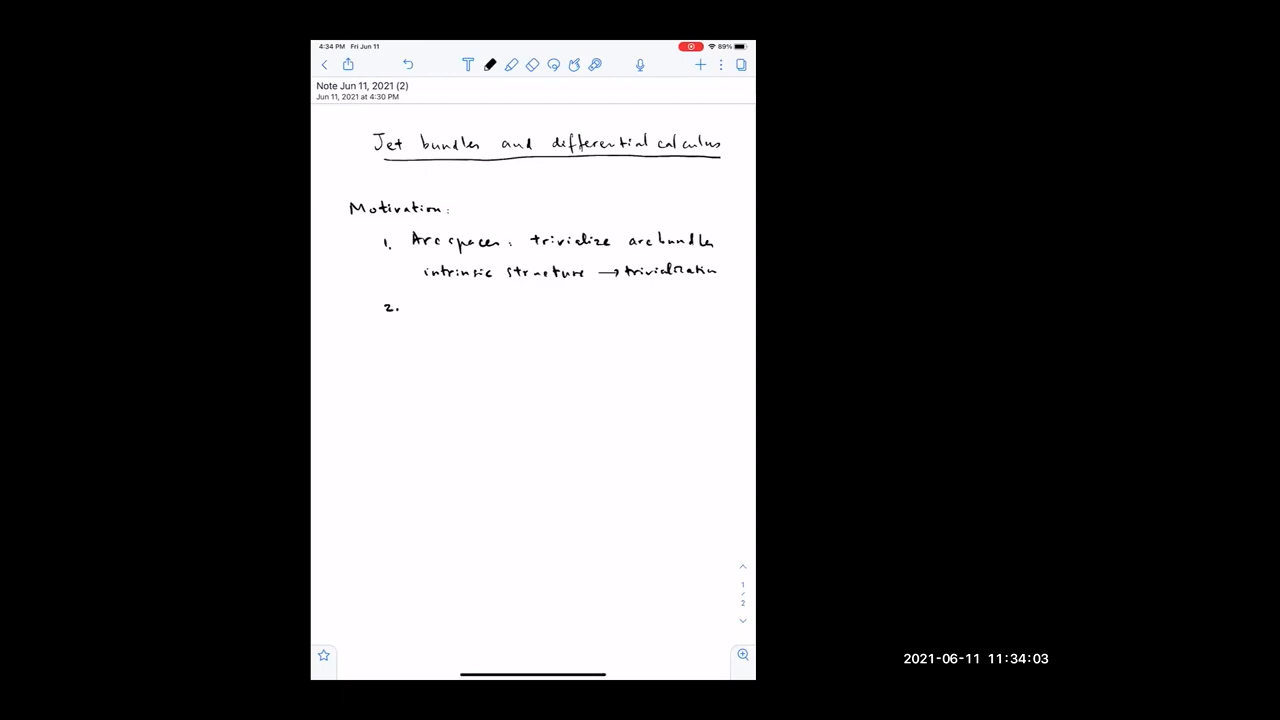 4:34 PM Fri Jun 11
89%
Note Jun 11, 2021 (2)
Jun 11, 2021 at 4:30 PM
Jet bundles and differential calculus
Motivation:
1. Arc spaces: trivialize arc bundles
intrinsic structure → trivialization
2.
1
/
2
2021-06-11 11:34:03